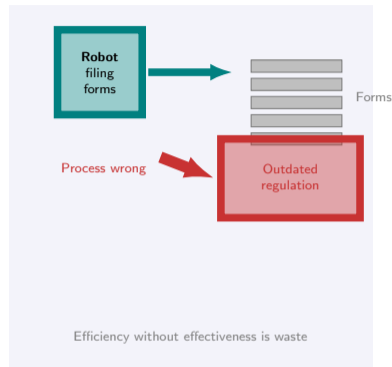 Robot
filing
forms
Forms
Process wrong
Outdated
regulation
Efficiency without effectiveness is waste